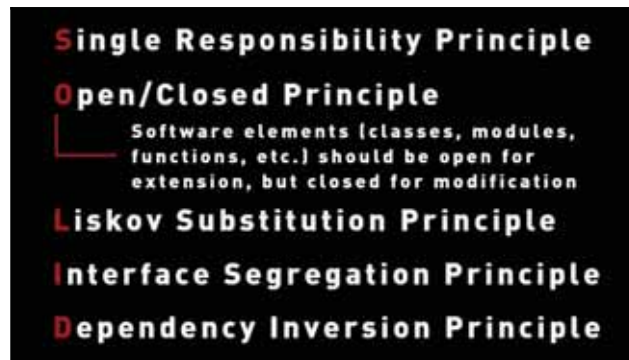 Single Responsibility Principle
Open/Closed Principle
Software elements (classes, modules,
functions, etc.) should be open for
extension, but closed for modification
Liskov Substitution Principle
Interface Segregation Principle
Dependency Inversion Principle